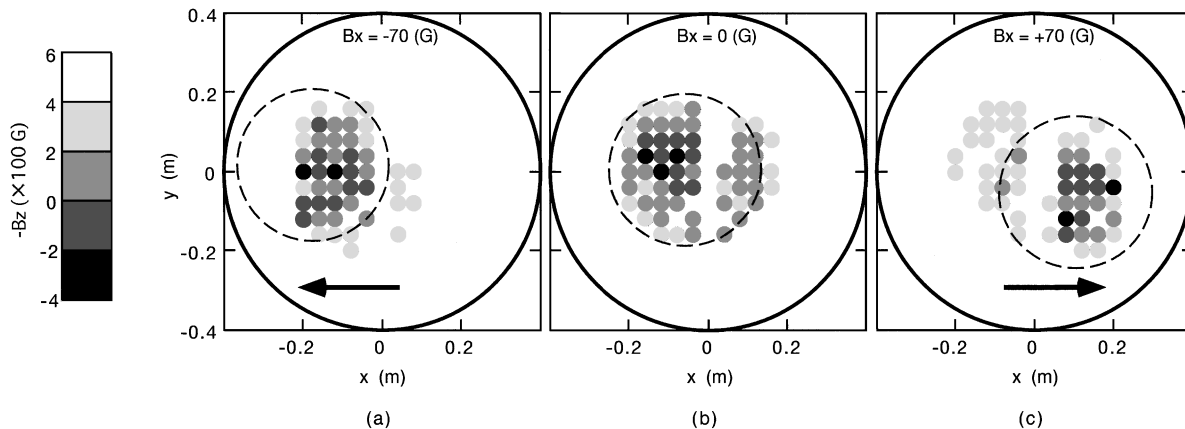 Bx = -70 (G)
Bx = 0 (G)
Bx = +70 (G)
-Bz (×100 G)
6
4
2
0
-2
-4
y (m)
0.4
0.2
0
-0.2
-0.4
-0.2 0 0.2
-0.2 0 0.2
-0.2 0 0.2
x (m)
x (m)
x (m)
(a)
(b)
(c)